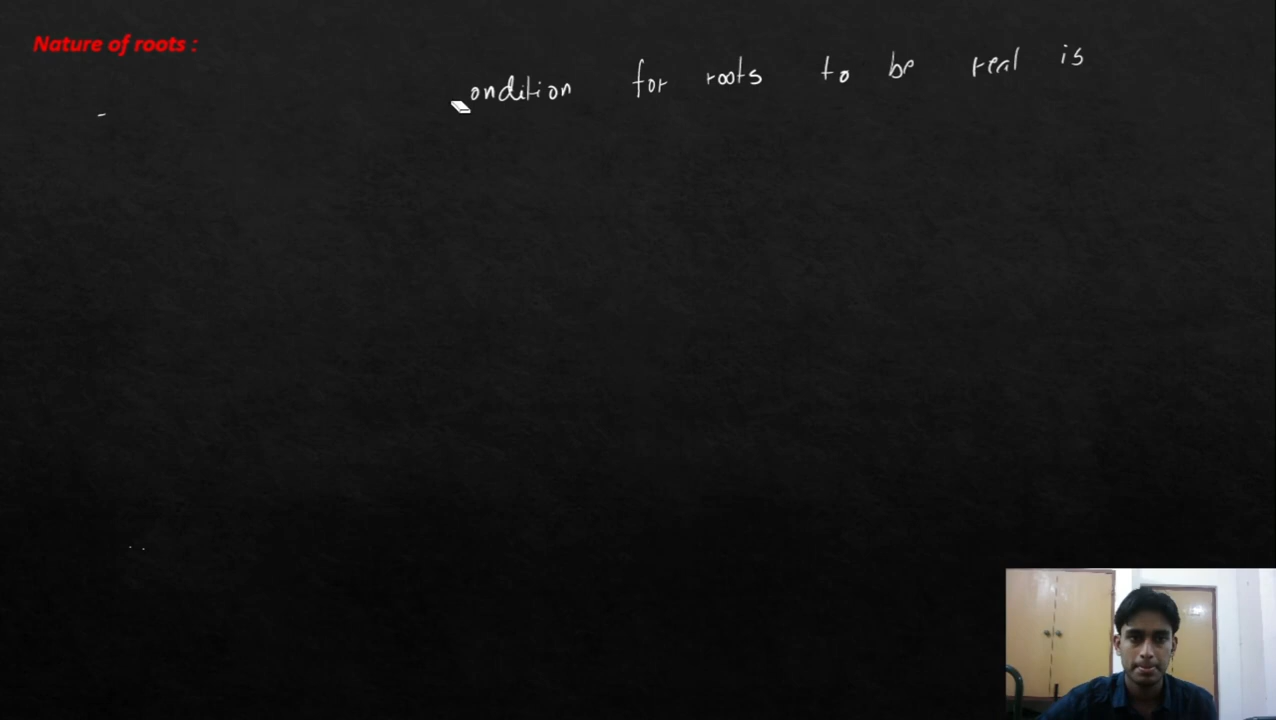 Nature of roots :
ondition for roots to be real is